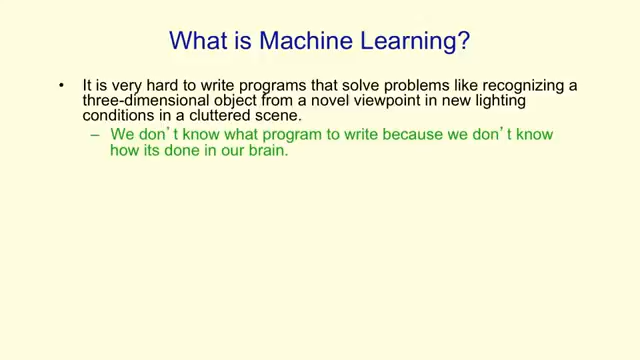 What is Machine Learning?
• It is very hard to write programs that solve problems like recognizing a
three-dimensional object from a novel viewpoint in new lighting
conditions in a cluttered scene.
– We don’t know what program to write because we don’t know
how its done in our brain.